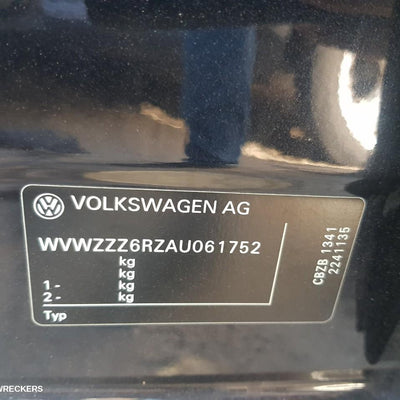 VOLKSWAGEN AG
WVWZZZ6RZAU061752
kg
kg
1- kg
2- kg
Typ
CBZB 1341
2241135
WRECKERS